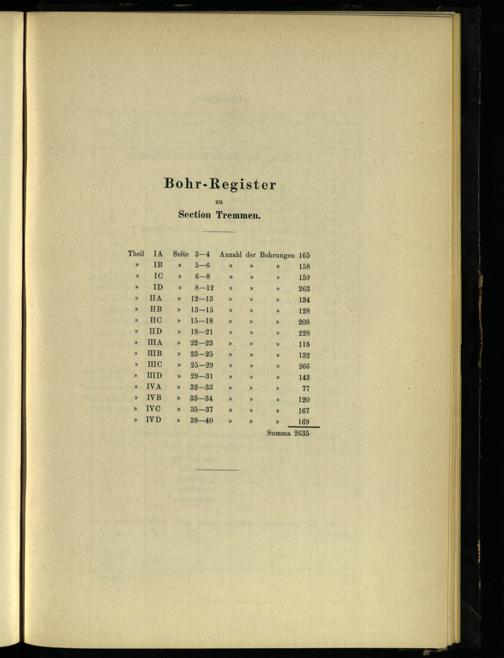 Bohr-Register
zu
Section Tremmen.
Theil IA Seite 3—4 Anzahl der Bohrungen 165
» IB » 5—6 » » » 158
» IC » 6—8 » » » 159
» ID » 8—12 » » » 263
» IIA » 12—13 » » » 134
» IIB » 13—15 » » » 128
» IIC » 15—18 » » » 208
» IID » 18—21 » » » 228
» IIIA » 22—23 » » » 118
» IIIB » 23—25 » » » 132
» IIIC » 25—29 » » » 266
» IIID » 29—31 » » » 143
» IVA » 32—33 » » » 77
» IVB » 33—34 » » » 120
» IVC » 35—37 » » » 167
» IVD » 38—40 » » » 169
Summa 2635